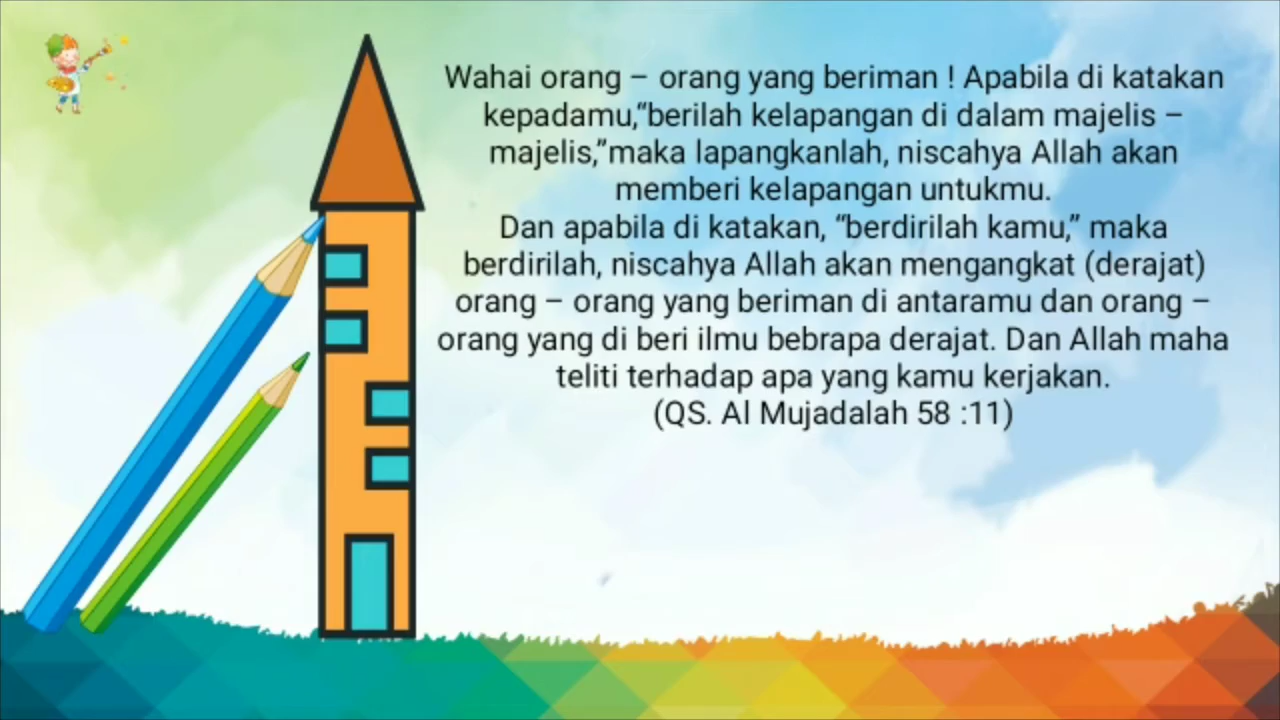 Wahai orang – orang yang beriman ! Apabila di katakan
kepadamu,“berilah kelapangan di dalam majelis –
majelis,”maka lapangkanlah, niscahya Allah akan
memberi kelapangan untukmu.
Dan apabila di katakan, “berdirilah kamu,” maka
berdirilah, niscahya Allah akan mengangkat (derajat)
orang – orang yang beriman di antaramu dan orang –
orang yang di beri ilmu bebrapa derajat. Dan Allah maha
teliti terhadap apa yang kamu kerjakan.
(QS. Al Mujadalah 58 :11)